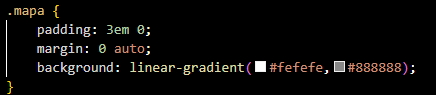 .mapa {
    padding: 3em 0;
    margin: 0 auto;
    background: linear-gradient(#fefefe,#888888);
}